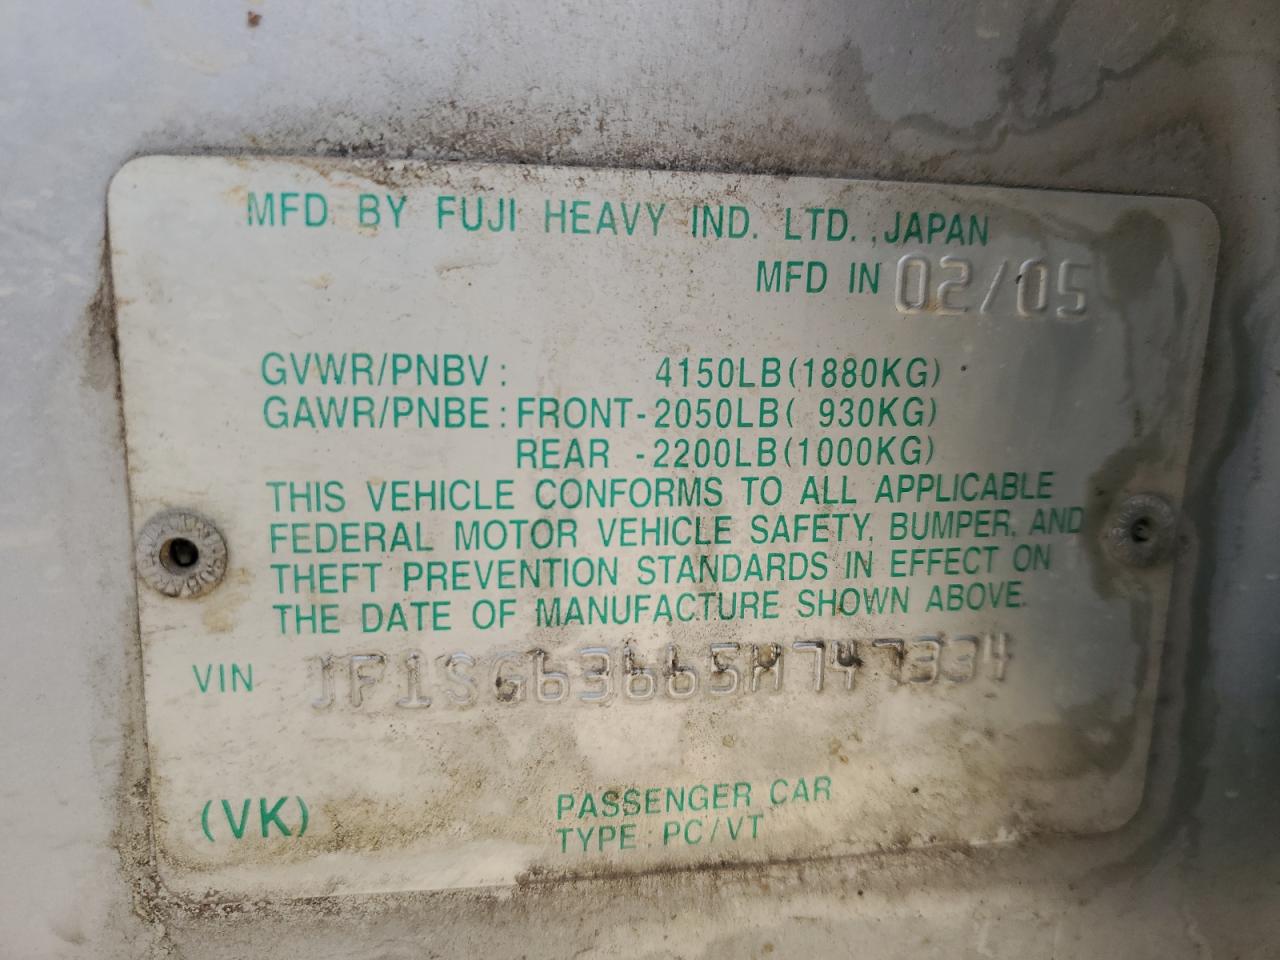 MFD BY FUJI HEAVY IND. LTD.,JAPAN
MFD IN 02/05
GVWR/PNBV: 4150LB(1880KG)
GAWR/PNBE:FRONT-2050LB( 930KG)
REAR -2200LB(1000KG)
THIS VEHICLE CONFORMS TO ALL APPLICABLE
FEDERAL MOTOR VEHICLE SAFETY, BUMPER, AND
THEFT PREVENTION STANDARDS IN EFFECT ON
THE DATE OF MANUFACTURE SHOWN ABOVE.
VIN JF1SG63665H747334
(VK) PASSENGER CAR
TYPE:PC/VT